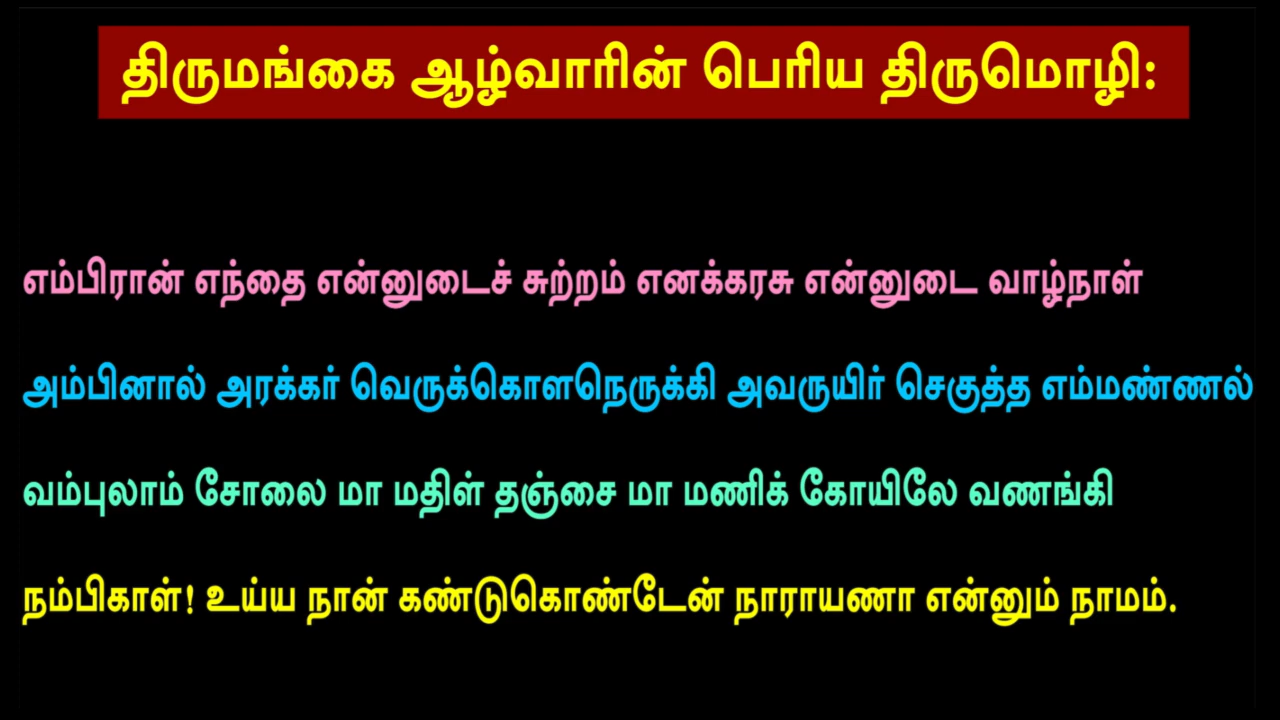 திருமங்கை ஆழ்வாரின் பெரிய திருமொழி:
எம்பிரான் எந்தை என்னுடைச் சுற்றம் எனக்கரசு என்னுடை வாழ்நாள்
அம்பினால் அரக்கர் வெருக்கொளநெருக்கி அவருயிர் செகுத்த எம்மண்ணல்
வம்புலாம் சோலை மா மதிள் தஞ்சை மா மணிக் கோயிலே வணங்கி
நம்பிகாள்! உய்ய நான் கண்டுகொண்டேன் நாராயணா என்னும் நாமம்.